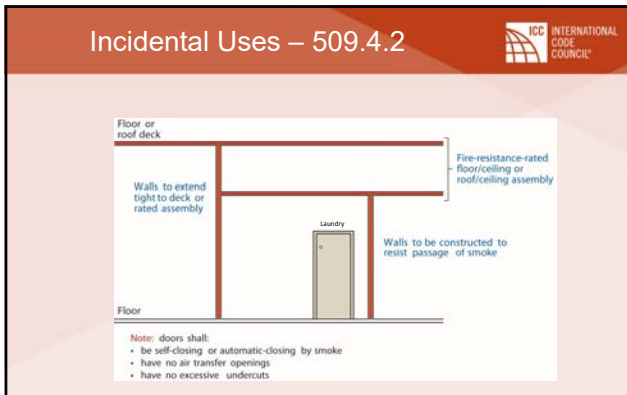 Incidental Uses – 509.4.2
ICC INTERNATIONAL
CODE
COUNCIL®
Floor or
roof deck
Walls to extend
tight to deck or
rated assembly
Fire-resistance-rated
floor/ceiling or
roof/ceiling assembly
Laundry
Walls to be constructed to
resist passage of smoke
Floor
Note: doors shall:
• be self-closing or automatic-closing by smoke
• have no air transfer openings
• have no excessive undercuts